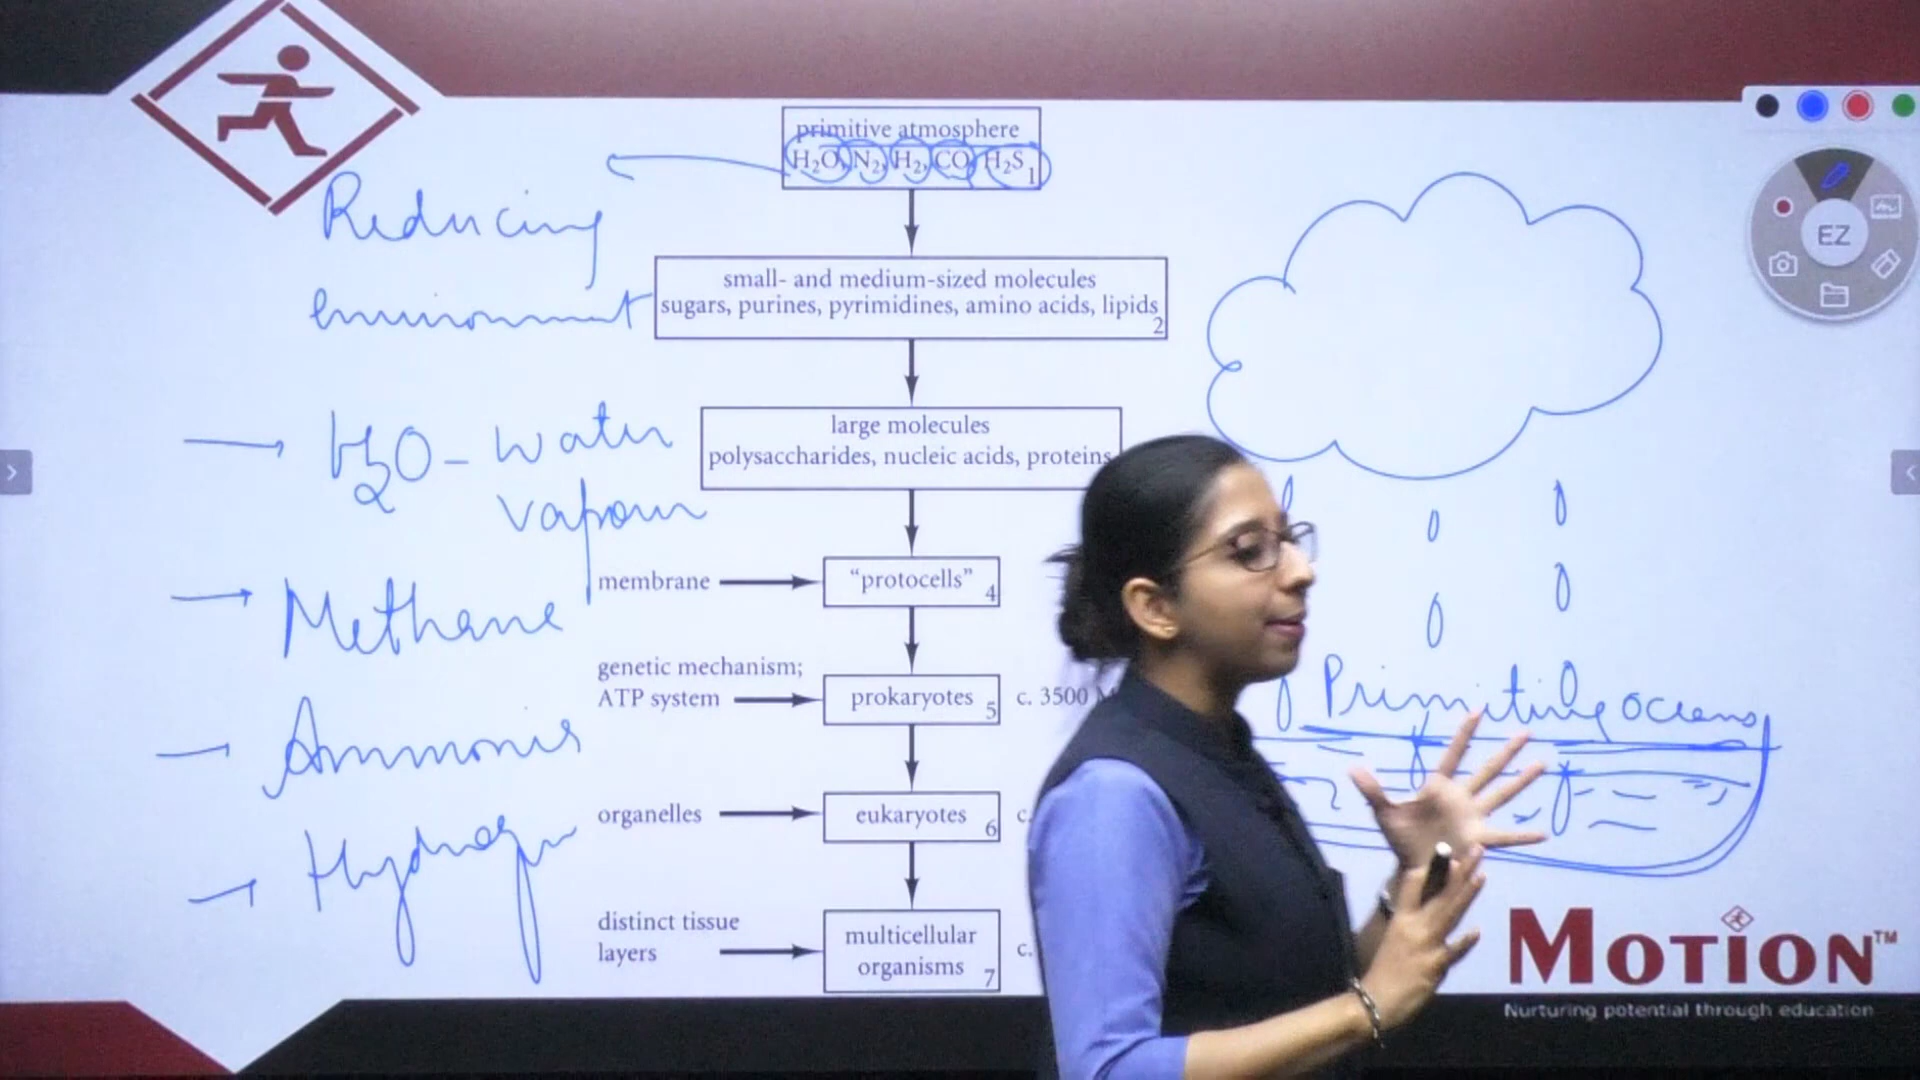 primitive atmosphere
H₂O, N₂, H₂, CO, H₂S
1
Reducing
environment
small- and medium-sized molecules
sugars, purines, pyrimidines, amino acids, lipids
2
large molecules
polysaccharides, nucleic acids, proteins
→ H₂O - water
vapour
membrane
"protocells"
4
→ Methane
genetic mechanism;
ATP system
prokaryotes
5
c. 3500
Primitive oceans
→ Ammonia
organelles
eukaryotes
6
c.
→ Hydrogen
distinct tissue
layers
multicellular
organisms
7
c.
EZ
MOTION™
Nurturing potential through education